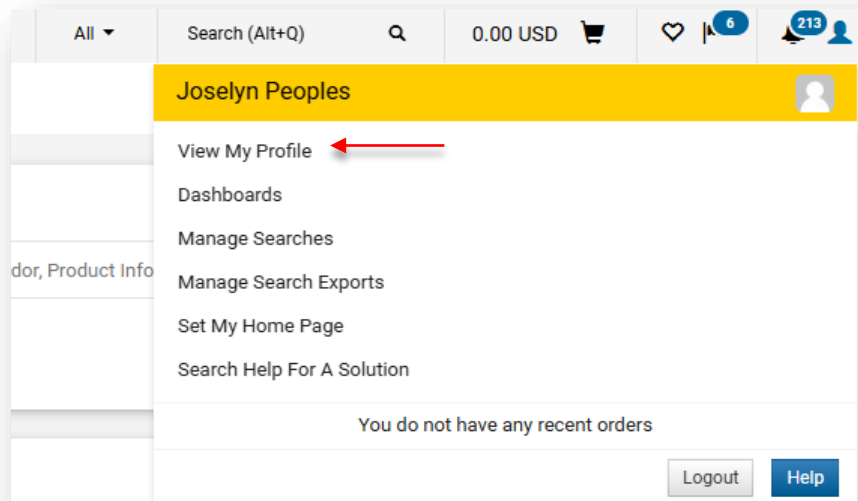 All Search (Alt+Q) 0.00 USD 6 213
Joselyn Peoples
View My Profile
Dashboards
Manage Searches
dor, Product Info
Manage Search Exports
Set My Home Page
Search Help For A Solution
You do not have any recent orders
Logout Help